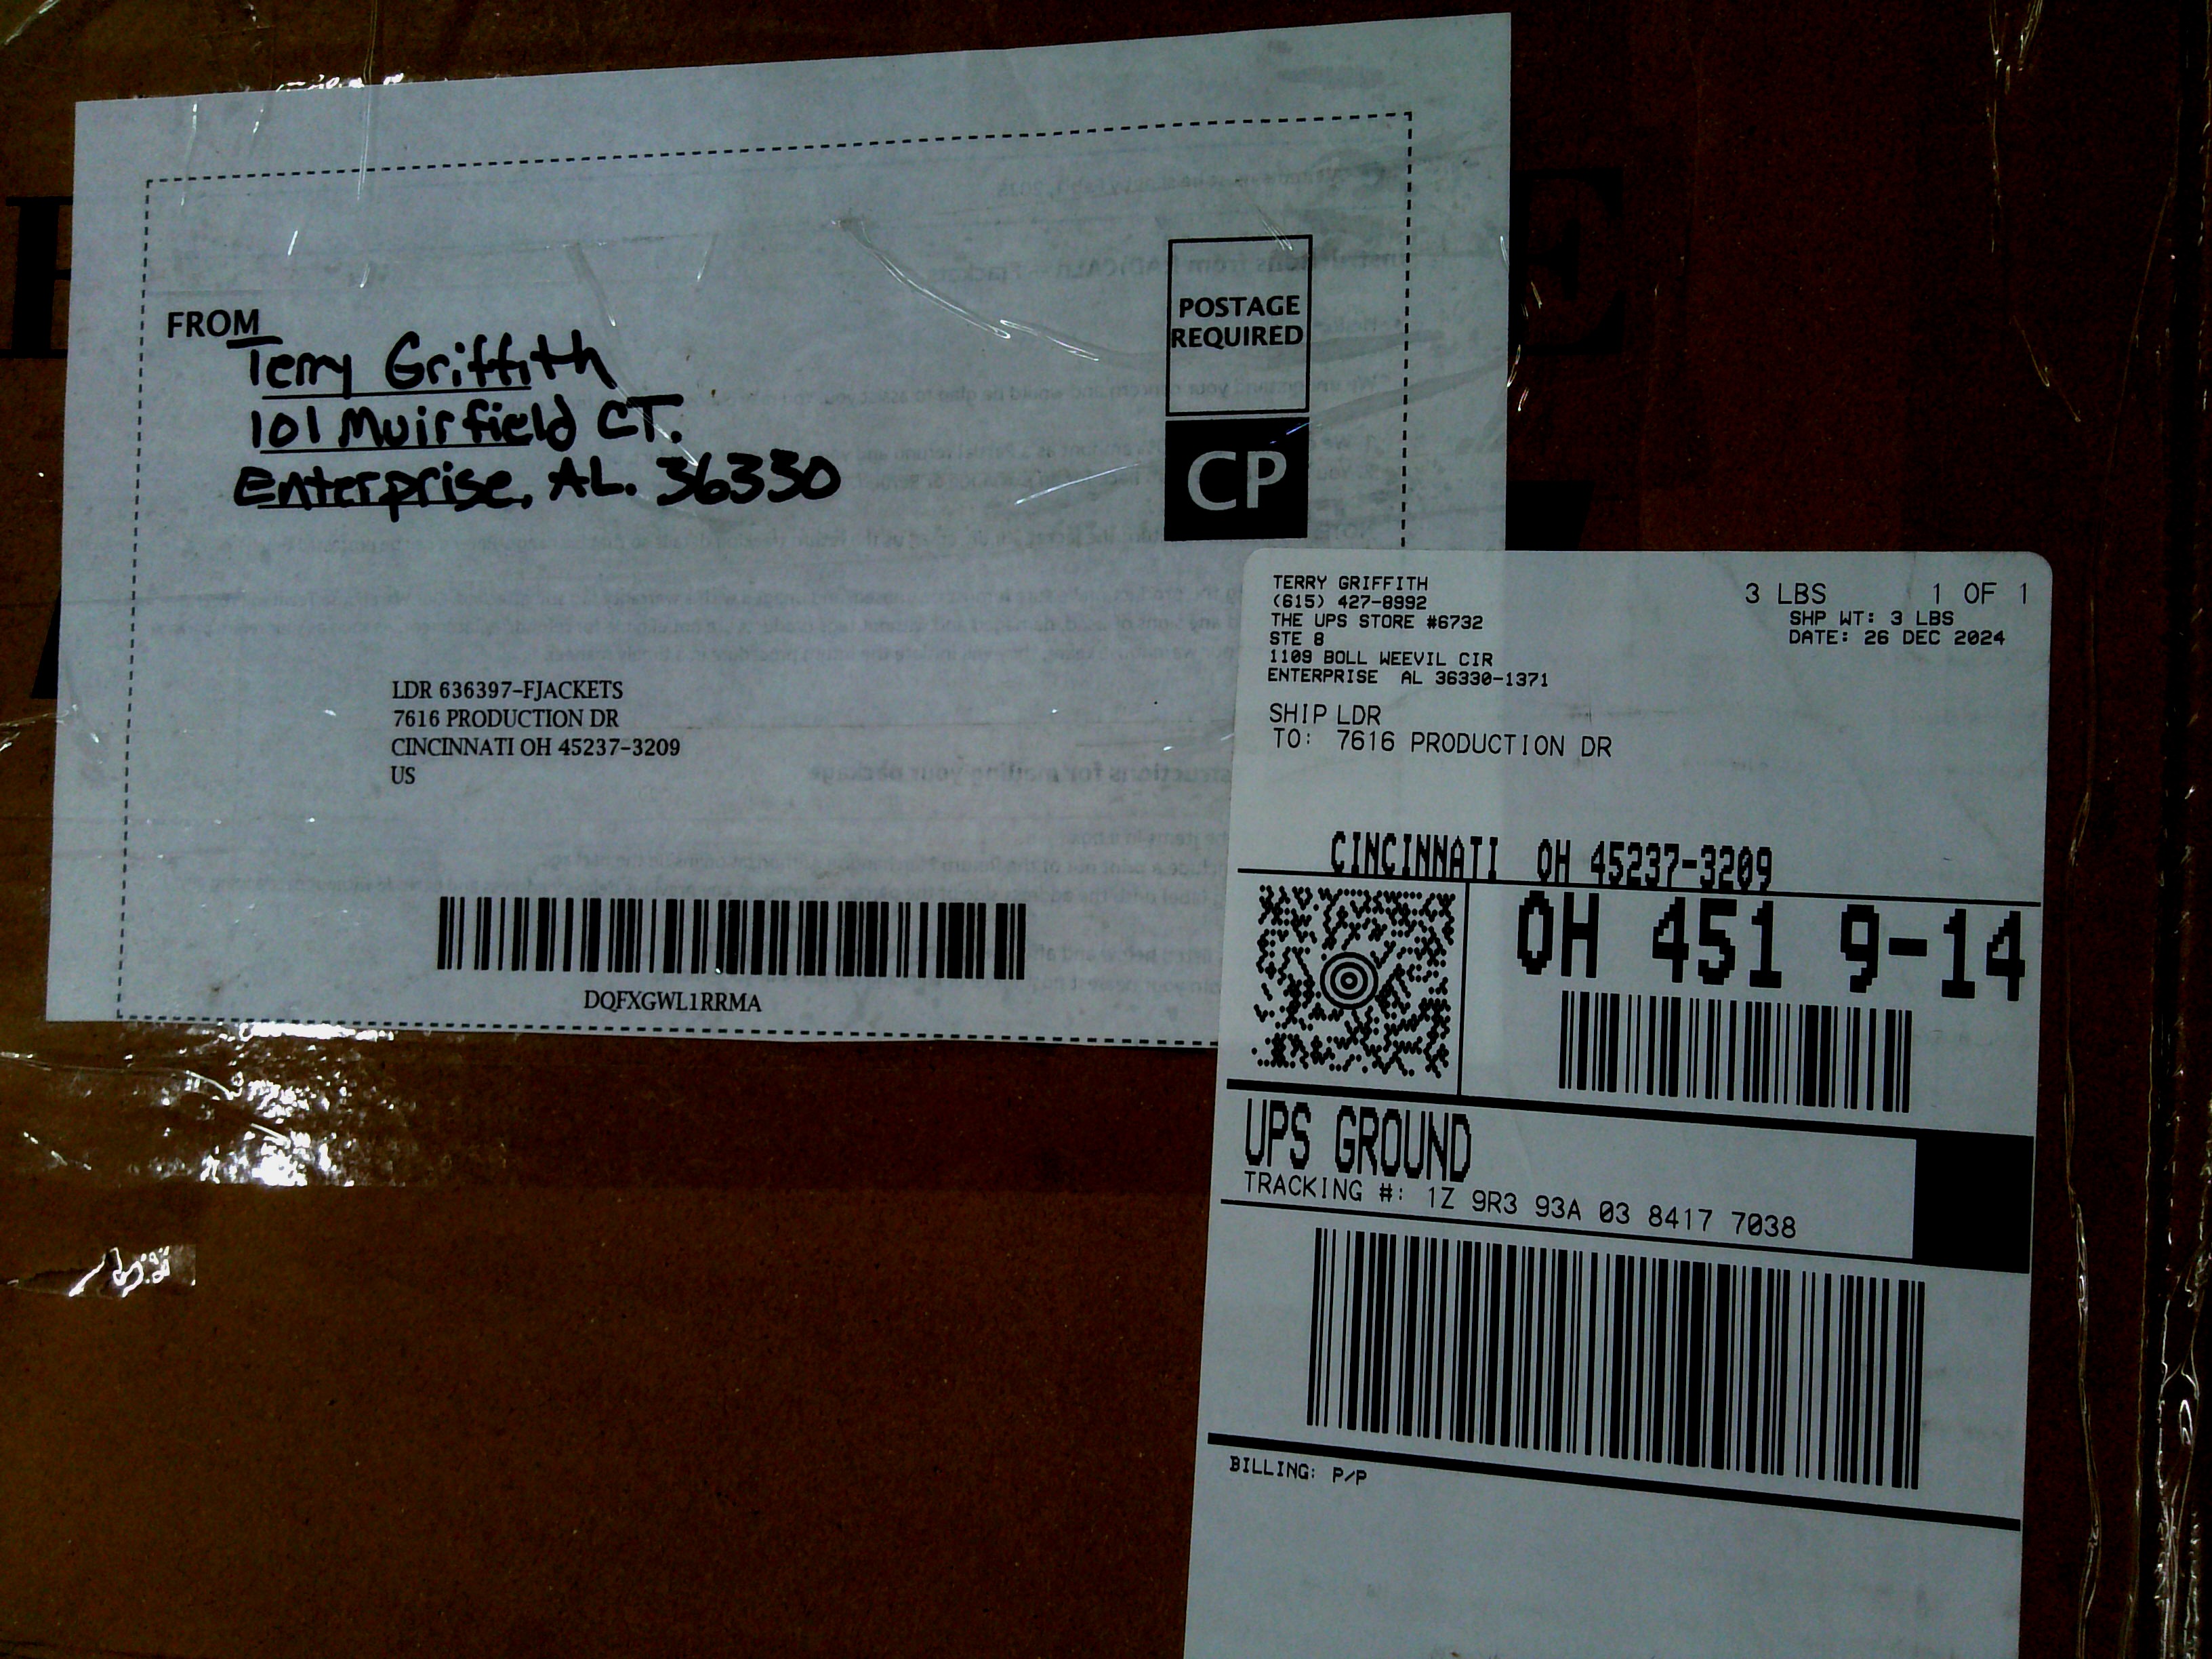 FROM
Terry Griffith
101 Muirfield CT.
Enterprise, AL. 36330
POSTAGE
REQUIRED
CP
LDR 636397-FJACKETS
7616 PRODUCTION DR
CINCINNATI OH 45237-3209
US
DQFXGWL1RRMA
TERRY GRIFFITH
(615) 427-8992
THE UPS STORE #6732
STE 8
1109 BOLL WEEVIL CIR
ENTERPRISE AL 36330-1371
3 LBS 1 OF 1
SHP WT: 3 LBS
DATE: 26 DEC 2024
SHIP LDR
TO: 7616 PRODUCTION DR
CINCINNATI OH 45237-3209
OH 451 9-14
UPS GROUND
TRACKING #: 1Z 9R3 93A 03 8417 7038
BILLING: P/P